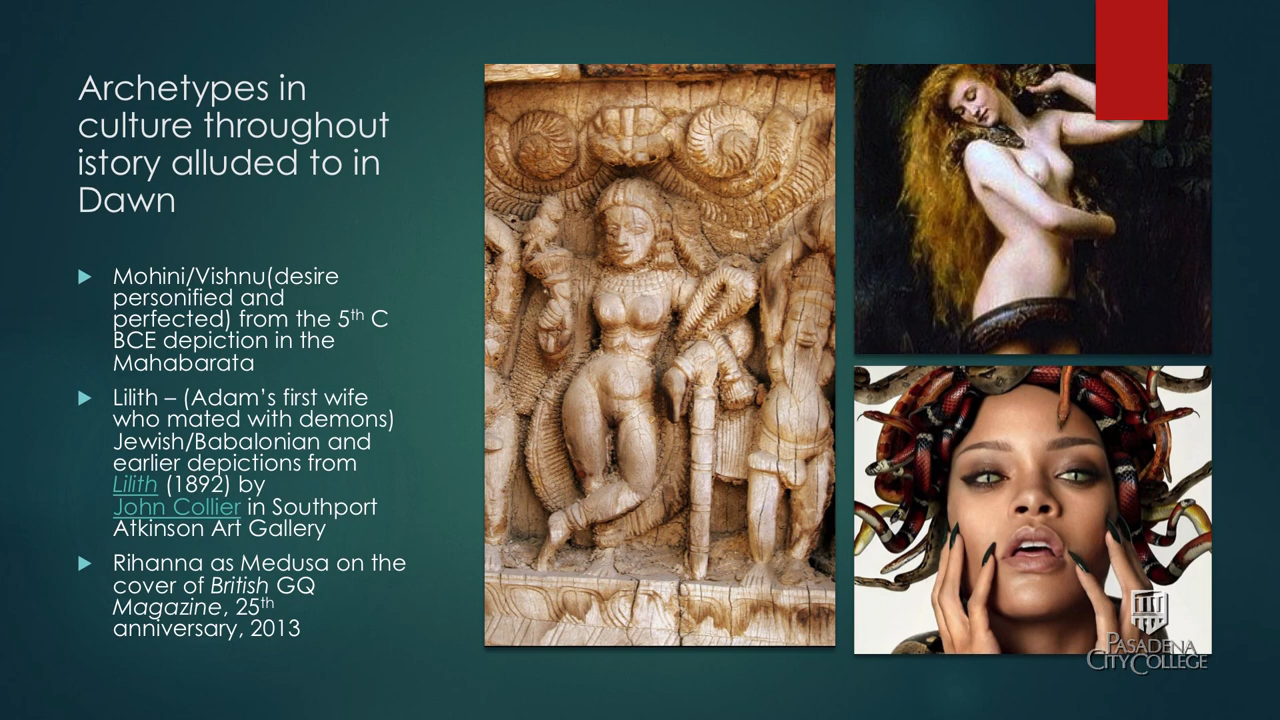 Archetypes in
culture throughout
istory alluded to in
Dawn
Mohini/Vishnu(desire
personified and
perfected) from the 5th C
BCE depiction in the
Mahabarata
Lilith – (Adam's first wife
who mated with demons)
Jewish/Babalonian and
earlier depictions from
Lilith (1892) by
John Collier in Southport
Atkinson Art Gallery
Rihanna as Medusa on the
cover of British GQ
Magazine, 25th
anniversary, 2013
PASADENA
CITY COLLEGE